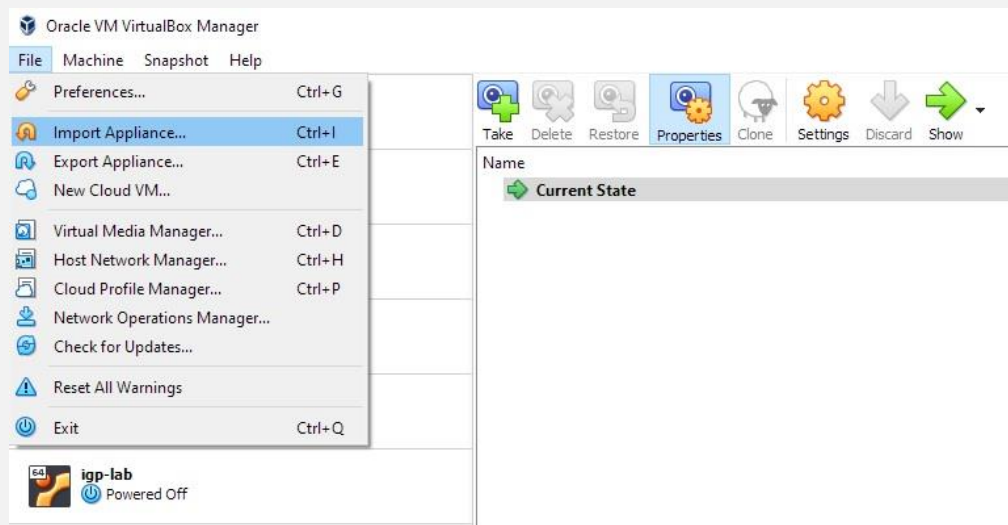 Oracle VM VirtualBox Manager
File Machine Snapshot Help
Preferences... Ctrl+G
Import Appliance... Ctrl+I
Export Appliance... Ctrl+E
New Cloud VM...
Virtual Media Manager... Ctrl+D
Host Network Manager... Ctrl+H
Cloud Profile Manager... Ctrl+P
Network Operations Manager...
Check for Updates...
Reset All Warnings
Exit Ctrl+Q
64
igp-lab
Powered Off
Take Delete Restore Properties Clone Settings Discard Show
Name
Current State